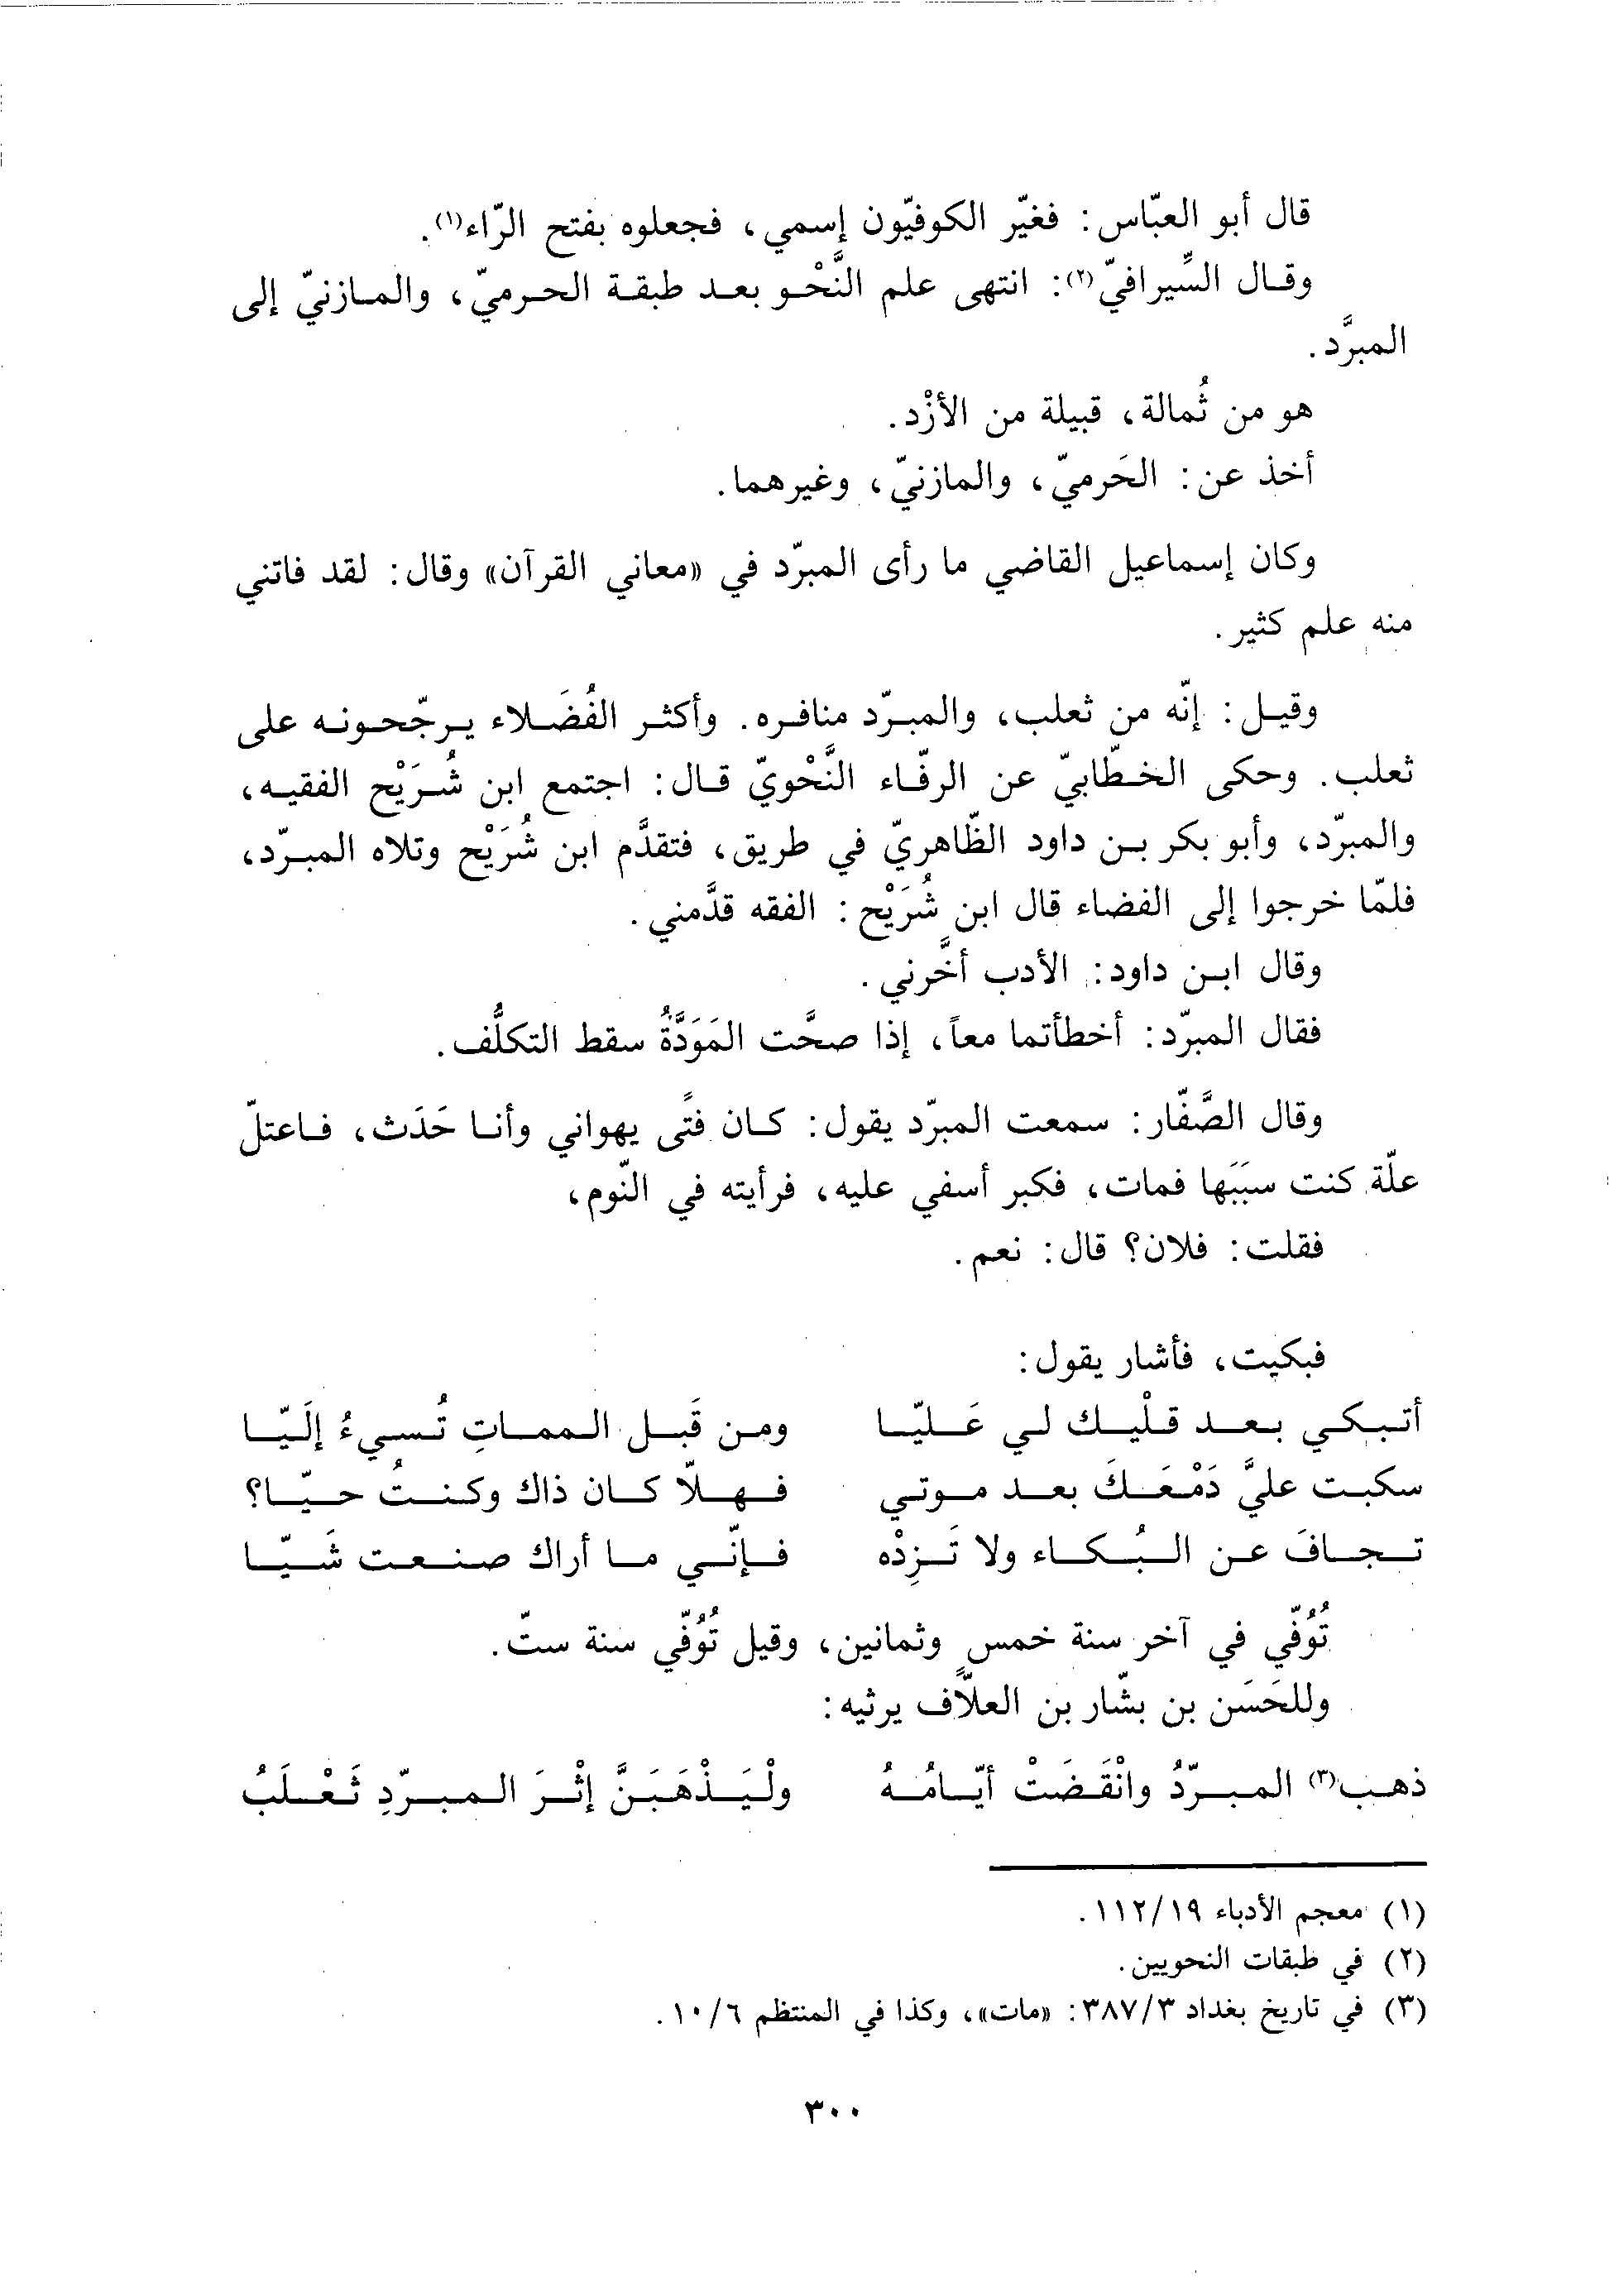 قال أبو العبّاس: فغيّر الكوفيّون إسمي، فجعلوه بفتح الرّاء(١).
وقال السِّيرافيّ(٢): انتهى علم النَّحْو بعد طبقة الحرميّ، والمازنيّ إلى
المبرَّد.
هو من ثُمالة، قبيلة من الأزْد.
أخذ عن: الحَرميّ، والمازنيّ، وغيرهما.
وكان إسماعيل القاضي ما رأى المبرّد في «معاني القرآن» وقال: لقد فاتني
منه علم كثير.
وقيل: إنّه من ثعلب، والمبرّد منافره. وأكثر الفُضَلاء يرجّحونه على
ثعلب. وحكى الخطّابيّ عن الرفّاء النَّحْويّ قال: اجتمع ابن شُرَيْح الفقيه،
والمبرّد، وأبو بكر بن داود الظّاهريّ في طريق، فتقدَّم ابن شُرَيْح وتلاه المبرّد،
فلمّا خرجوا إلى الفضاء قال ابن شُرَيْح: الفقه قدَّمني.
وقال ابن داود: الأدب أخَّرني.
فقال المبرّد: أخطأتما معاً، إذا صحَّت المَوَدَّةُ سقط التكلُّف.
وقال الصَّفّار: سمعت المبرّد يقول: كان فتًى يهواني وأنا حَدَث، فاعتلّ
علّة كنت سبَبَها فمات، فكبر أسفي عليه، فرأيته في النّوم،
فقلت: فلان؟ قال: نعم.
فبكيت، فأشار يقول:
أتبكي بعد قلْيك لي عَليّا ومن قَبل المماتِ تُسيءُ إلَيّا
سكبت عليَّ دَمْعَكَ بعد موتي فهلّا كان ذاك وكنتُ حيّا؟
تجافَ عن البُكاء ولا تَزِدْه فإنّي ما أراك صنعت شَيّا
تُوُفّي في آخر سنة خمس وثمانين، وقيل تُوُفّي سنة ستّ.
وللحَسَن بن بشّار بن العلّاف يرثيه:
ذهب(٣) المبرّدُ وانْقَضَتْ أيّامُهُ ولْيَذْهَبَنَّ إثْرَ المبرّدِ ثَعْلَبُ
(١) معجم الأدباء ١١٢/١٩.
(٢) في طبقات النحويين.
(٣) في تاريخ بغداد ٣٨٧/٣: «مات»، وكذا في المنتظم ١٠/٦.
٣٠٠